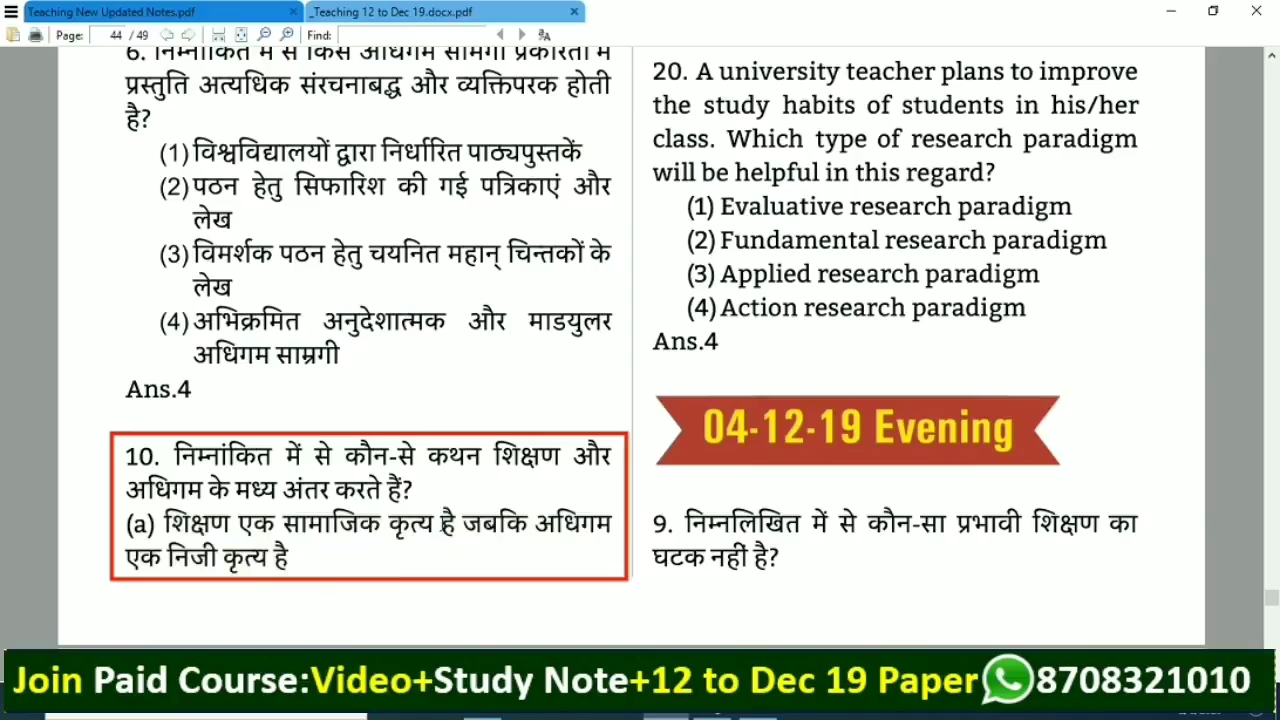 Teaching New Updated Notes.pdf
_Teaching 12 to Dec 19.docx.pdf
Page: 44 / 49 Find:
6. निम्नांकित में से किस अधिगम सामग्री प्रकारता में
प्रस्तुति अत्यधिक संरचनाबद्ध और व्यक्तिपरक होती
है?
(1) विश्वविद्यालयों द्वारा निर्धारित पाठ्यपुस्तकें
(2) पठन हेतु सिफारिश की गई पत्रिकाएं और
लेख
(3) विमर्शक पठन हेतु चयनित महान् चिन्तकों के
लेख
(4) अभिक्रमित अनुदेशात्मक और माडयुलर
अधिगम साम्रगी
Ans.4
10. निम्नांकित में से कौन-से कथन शिक्षण और
अधिगम के मध्य अंतर करते हैं?
(a) शिक्षण एक सामाजिक कृत्य है जबकि अधिगम
एक निजी कृत्य है
20. A university teacher plans to improve
the study habits of students in his/her
class. Which type of research paradigm
will be helpful in this regard?
(1) Evaluative research paradigm
(2) Fundamental research paradigm
(3) Applied research paradigm
(4) Action research paradigm
Ans.4
04-12-19 Evening
9. निम्नलिखित में से कौन-सा प्रभावी शिक्षण का
घटक नहीं है?
Join Paid Course:Video+Study Note+12 to Dec 19 Paper 8708321010